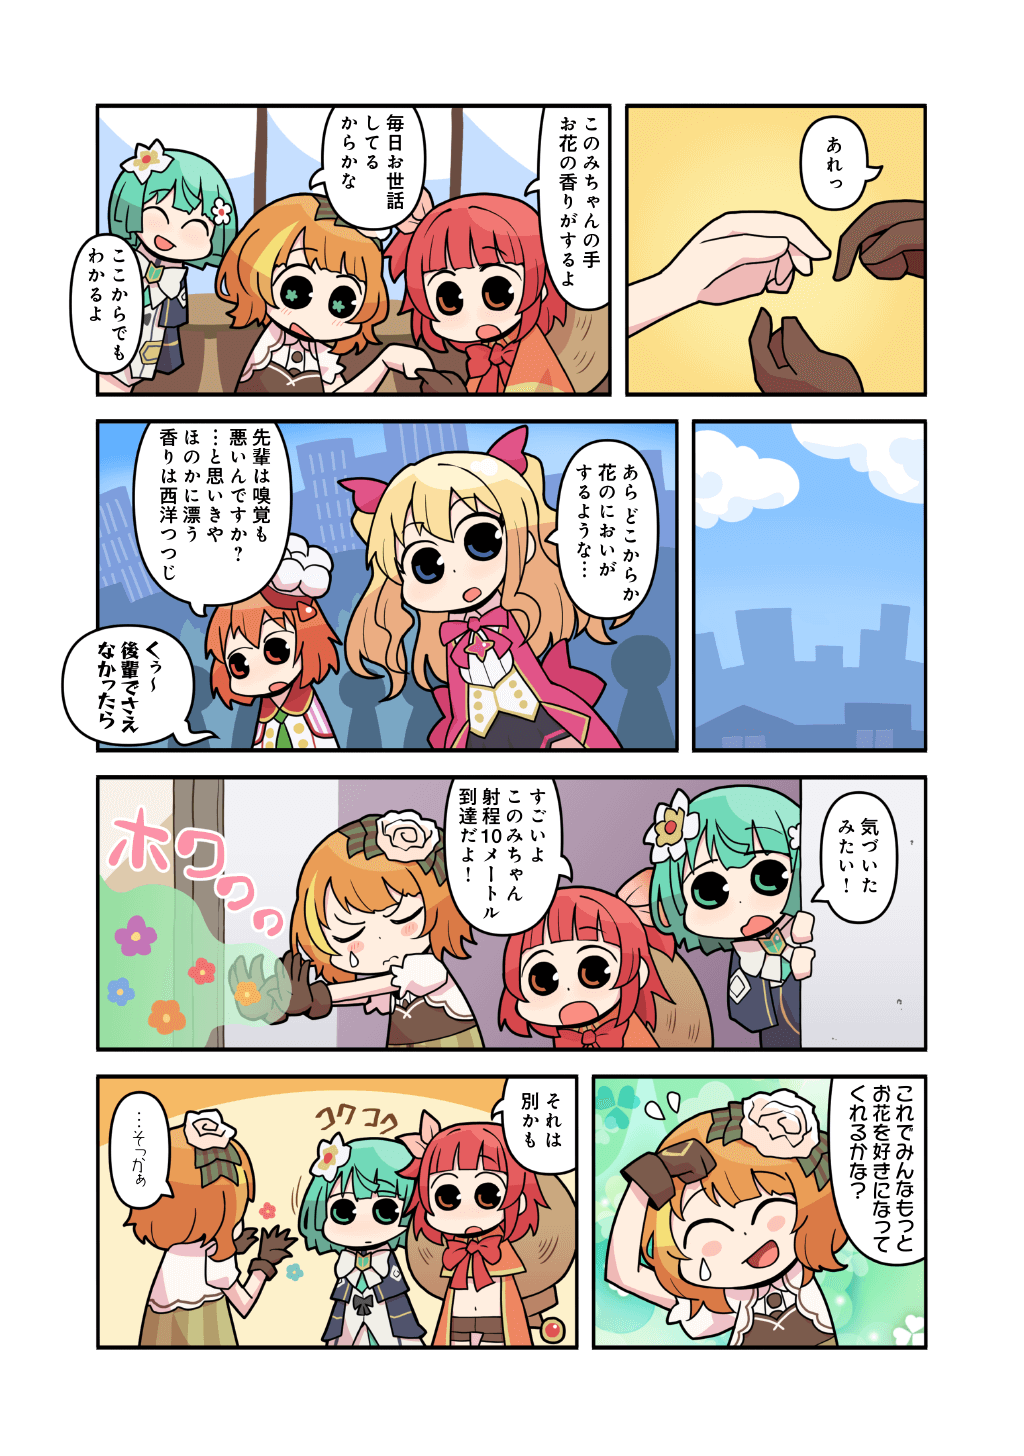 あれっ
このみちゃんの手
お花の香りがするよ
毎日お世話
してる
からかな
ここからでも
わかるよ
あら どこからか
花のにおいが
するような…
先輩は嗅覚も
悪いんですか?
…と思いきや
ほのかに漂う
香りは西洋つつじ
くぅ〜
後輩でさえ
なかったら
気づいた
みたい!
すごいよ
このみちゃん
射程10メートル
到達だよ!
ホワワワ
これでみんなもっと
お花を好きになって
くれるかな?
それは
別かも
コクコク
…そっかぁ